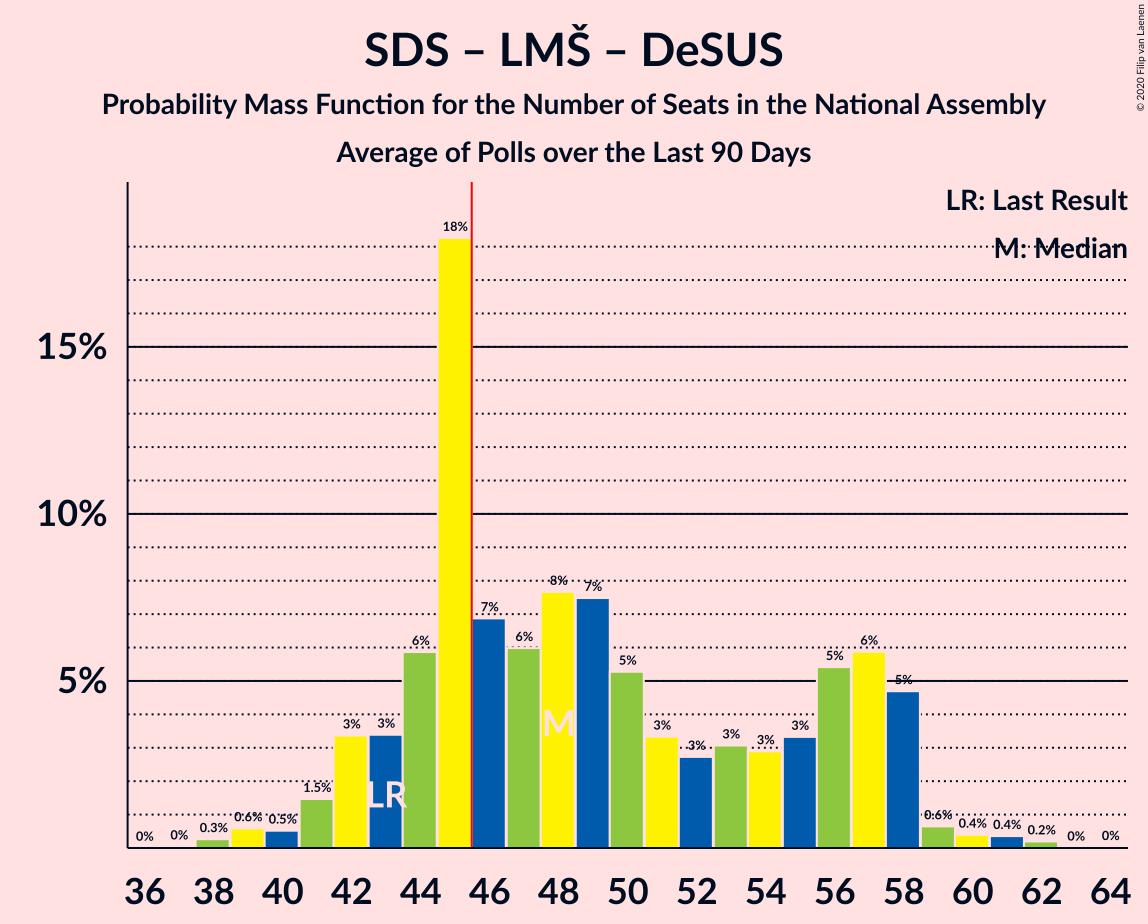 SDS – LMŠ – DeSUS
Probability Mass Function for the Number of Seats in the National Assembly
Average of Polls over the Last 90 Days
© 2020 Filip van Laenen
LR: Last Result
M: Median
15%
10%
5%
0% 0% 0.3% 0.6% 0.5% 1.5% 3% 3% 6% 18% 7% 6% 8% 7% 5% 3% 3% 3% 3% 3% 5% 6% 5% 0.6% 0.4% 0.4% 0.2% 0% 0%
LR
M
36 38 40 42 44 46 48 50 52 54 56 58 60 62 64